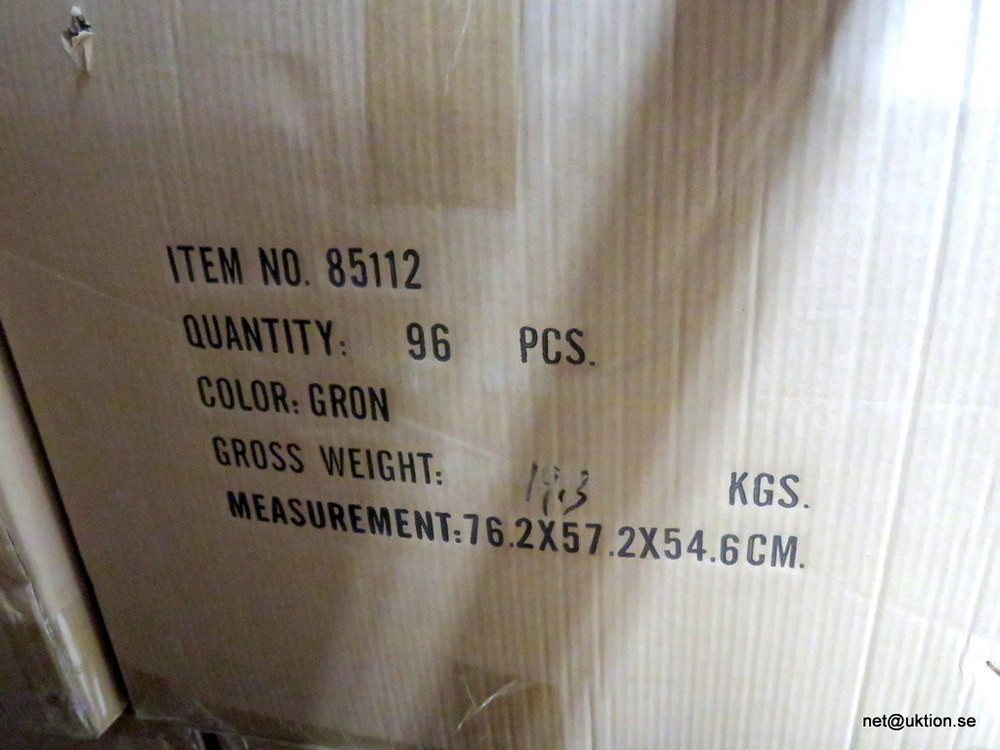 ITEM NO. 85112
QUANTITY: 96 PCS.
COLOR: GRON
GROSS WEIGHT: KGS.
MEASUREMENT:76.2X57.2X54.6CM.
net@uktion.se